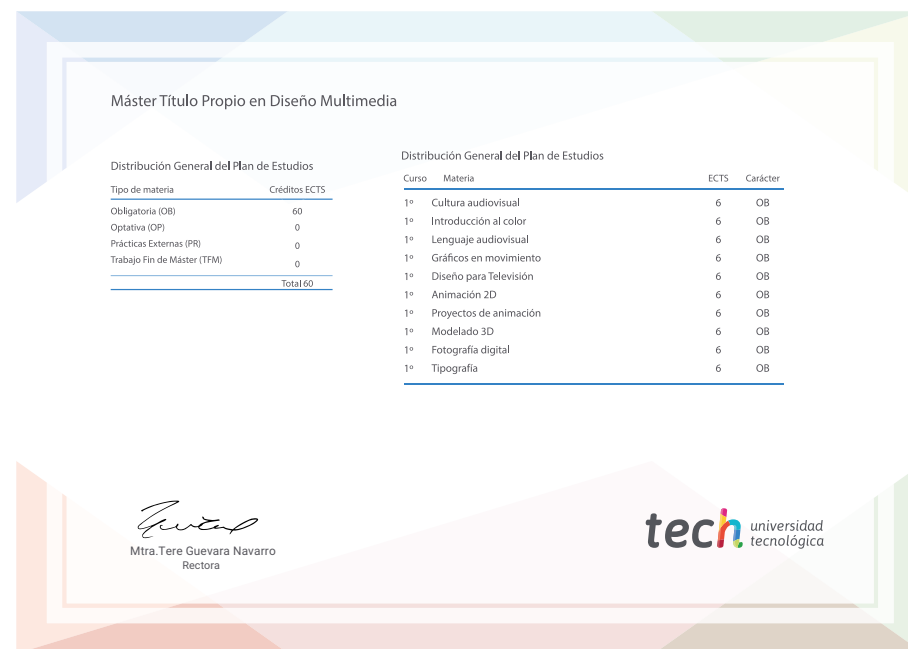 Máster Título Propio en Diseño Multimedia
Distribución General del Plan de Estudios
Tipo de materia Créditos ECTS
Obligatoria (OB) 60
Optativa (OP) 0
Prácticas Externas (PR) 0
Trabajo Fin de Máster (TFM) 0
Total 60
Distribución General del Plan de Estudios
Curso Materia ECTS Carácter
1º Cultura audiovisual 6 OB
1º Introducción al color 6 OB
1º Lenguaje audiovisual 6 OB
1º Gráficos en movimiento 6 OB
1º Diseño para Televisión 6 OB
1º Animación 2D 6 OB
1º Proyectos de animación 6 OB
1º Modelado 3D 6 OB
1º Fotografía digital 6 OB
1º Tipografía 6 OB
Mtra.Tere Guevara Navarro
Rectora
tech universidad
tecnológica